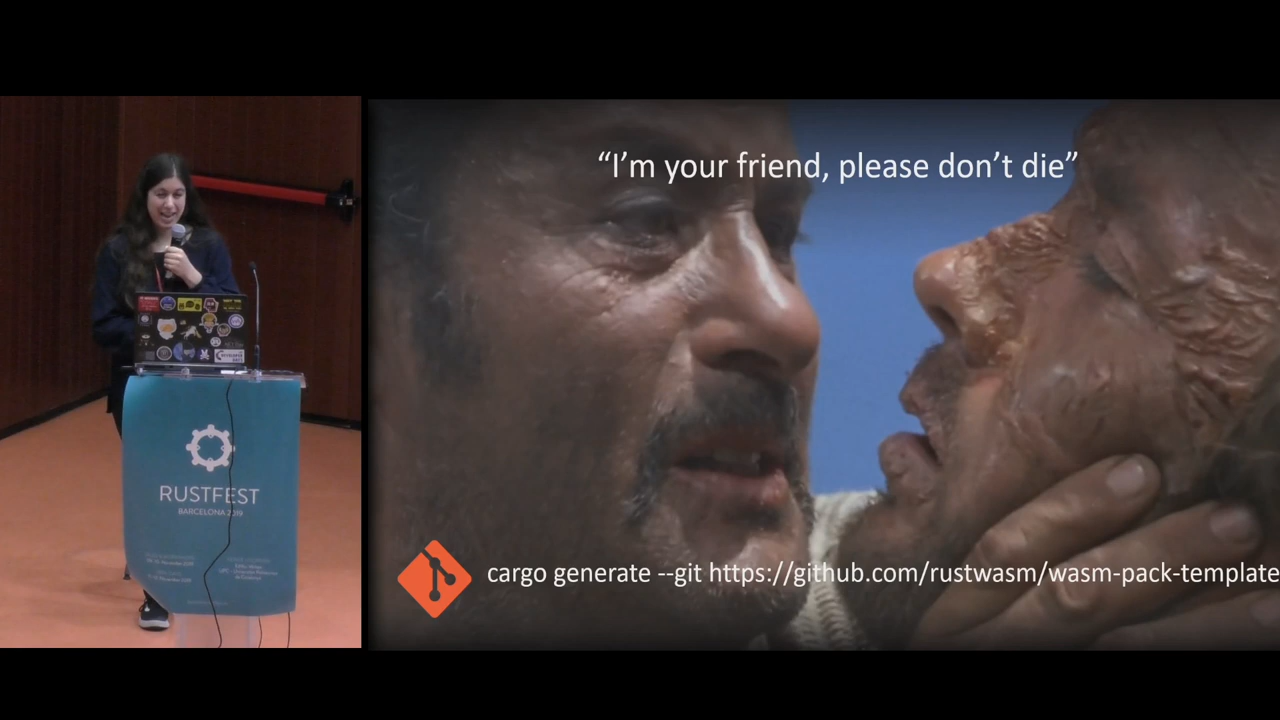 “I’m your friend, please don’t die”
cargo generate --git https://github.com/rustwasm/wasm-pack-template
RUSTFEST
BARCELONA 2019